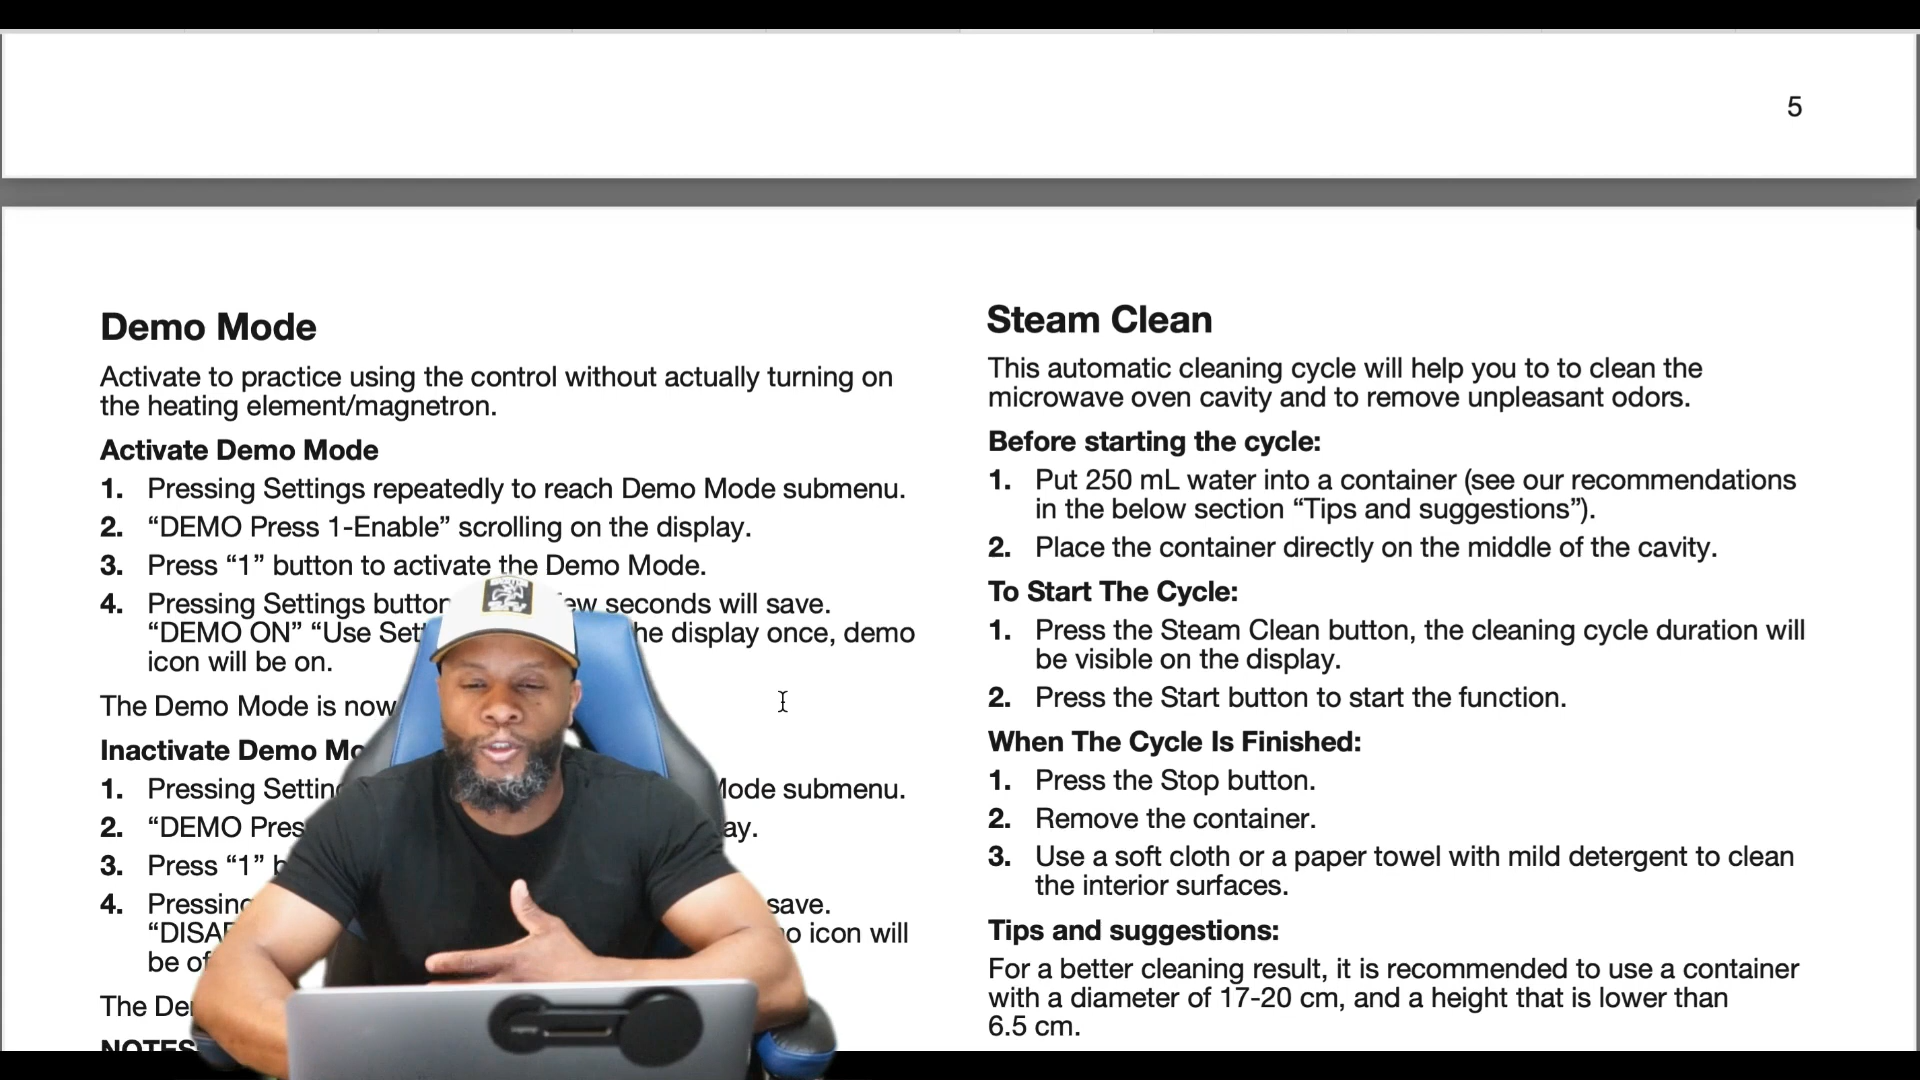 5
Demo Mode
Activate to practice using the control without actually turning on
the heating element/magnetron.
Activate Demo Mode
1. Pressing Settings repeatedly to reach Demo Mode submenu.
2. “DEMO Press 1-Enable” scrolling on the display.
3. Press “1” button to activate the Demo Mode.
4. Pressing Settings button few seconds will save.
“DEMO ON” “Use the display once, demo
icon will be on.
The Demo Mode is now
Inactivate Demo
1. Pressing Mode submenu.
2. “DEMO
3. Press “1”
4. Pressing save.
icon will
be
The
NOTES
Steam Clean
This automatic cleaning cycle will help you to to clean the
microwave oven cavity and to remove unpleasant odors.
Before starting the cycle:
1. Put 250 mL water into a container (see our recommendations
in the below section “Tips and suggestions”).
2. Place the container directly on the middle of the cavity.
To Start The Cycle:
1. Press the Steam Clean button, the cleaning cycle duration will
be visible on the display.
2. Press the Start button to start the function.
When The Cycle Is Finished:
1. Press the Stop button.
2. Remove the container.
3. Use a soft cloth or a paper towel with mild detergent to clean
the interior surfaces.
Tips and suggestions:
For a better cleaning result, it is recommended to use a container
with a diameter of 17-20 cm, and a height that is lower than
6.5 cm.